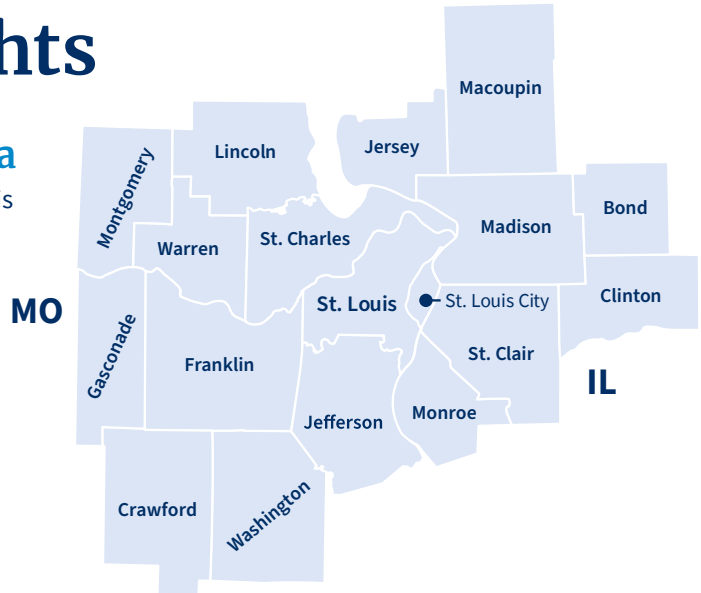 hts
a
is
Macoupin
Lincoln
Jersey
Montgomery
Bond
Madison
St. Charles
Warren
MO
St. Louis
St. Louis City
Clinton
Gasconade
Franklin
St. Clair
IL
Jefferson
Monroe
Crawford
Washington